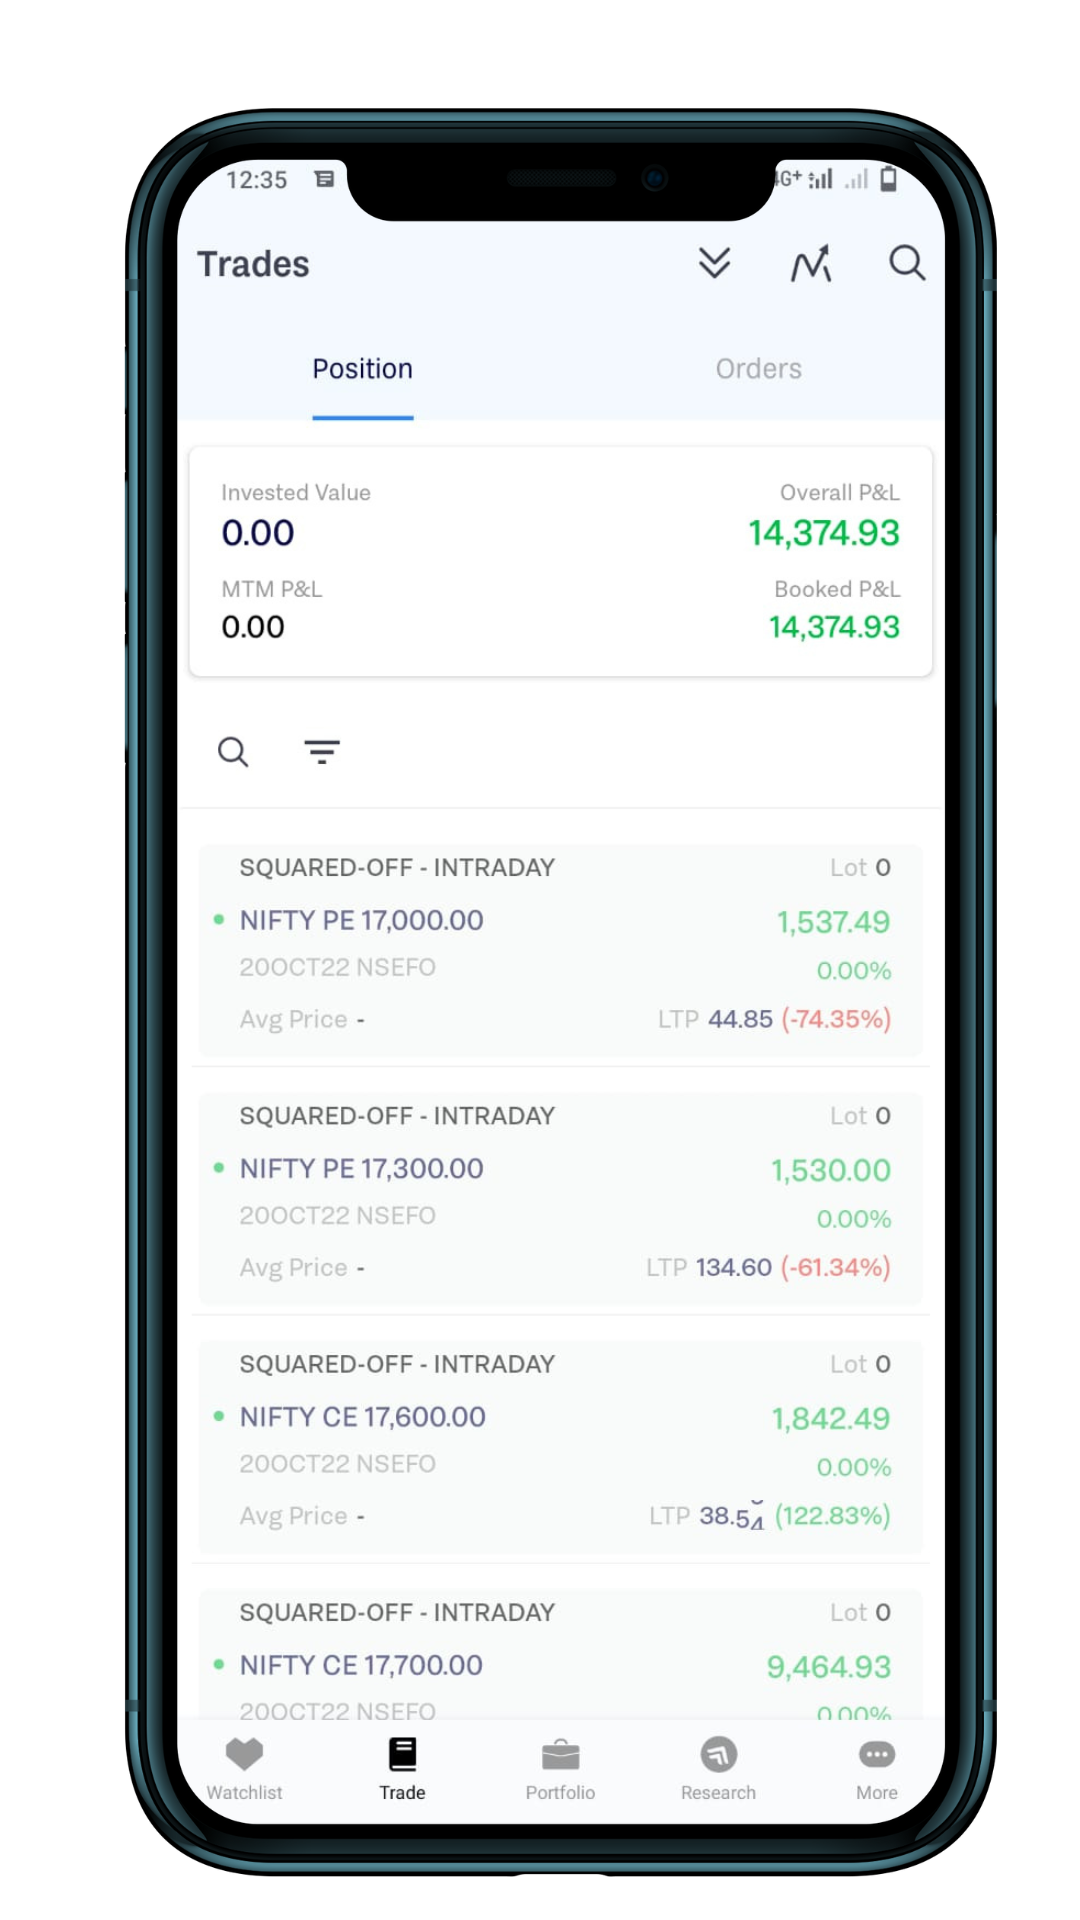 12:35 4G+
Trades
Position Orders
Invested Value Overall P&L
0.00 14,374.93
MTM P&L Booked P&L
0.00 14,374.93
SQUARED-OFF - INTRADAY Lot 0
NIFTY PE 17,000.00 1,537.49
20OCT22 NSEFO 0.00%
Avg Price - LTP 44.85 (-74.35%)
SQUARED-OFF - INTRADAY Lot 0
NIFTY PE 17,300.00 1,530.00
20OCT22 NSEFO 0.00%
Avg Price - LTP 134.60 (-61.34%)
SQUARED-OFF - INTRADAY Lot 0
NIFTY CE 17,600.00 1,842.49
20OCT22 NSEFO 0.00%
Avg Price - LTP (122.83%)
SQUARED-OFF - INTRADAY Lot 0
NIFTY CE 17,700.00 9,464.93
20OCT22 NSEFO 0.00%
Watchlist Trade Portfolio Research More